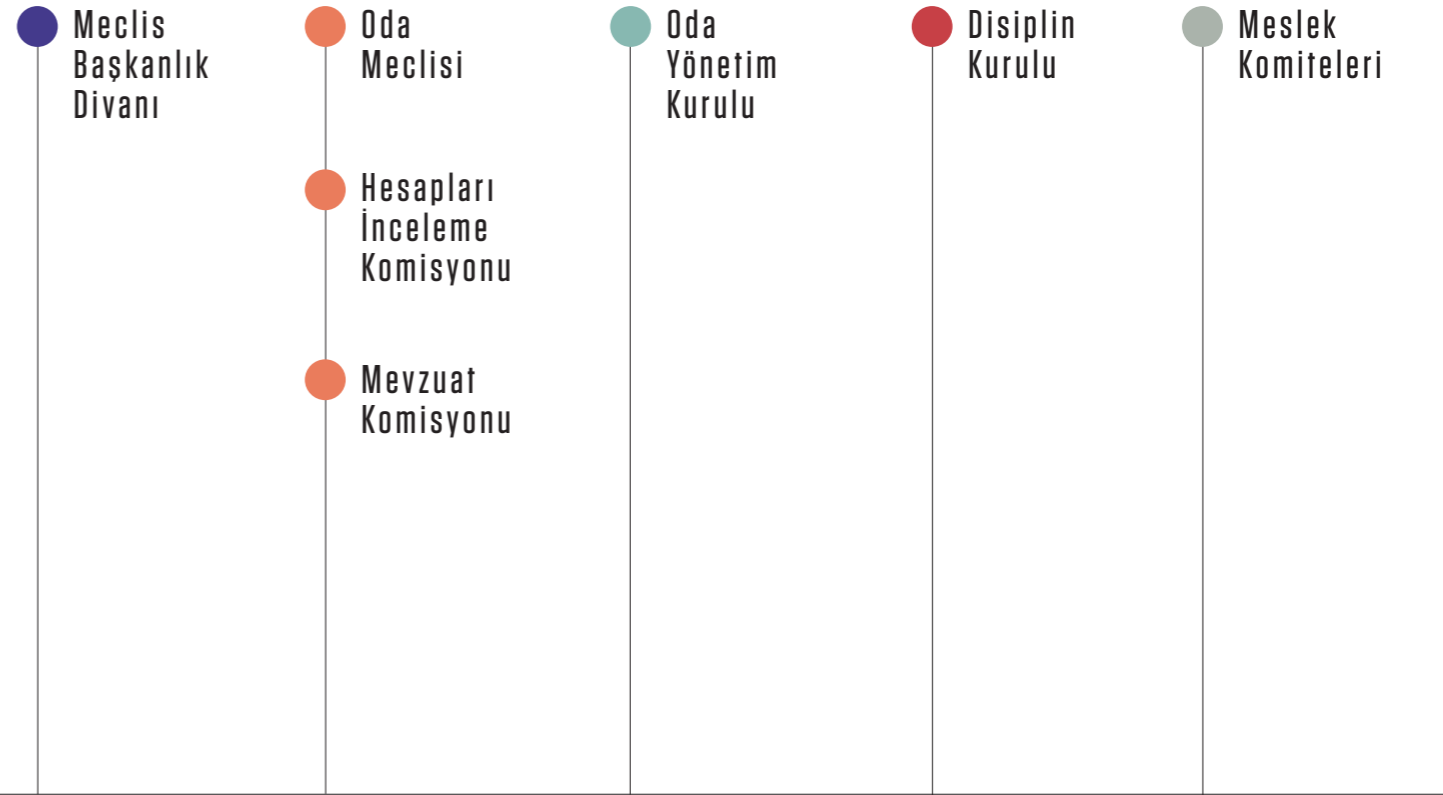 Meclis
Başkanlık
Divanı
Oda
Meclisi
Hesapları
İnceleme
Komisyonu
Mevzuat
Komisyonu
Oda
Yönetim
Kurulu
Disiplin
Kurulu
Meslek
Komiteleri